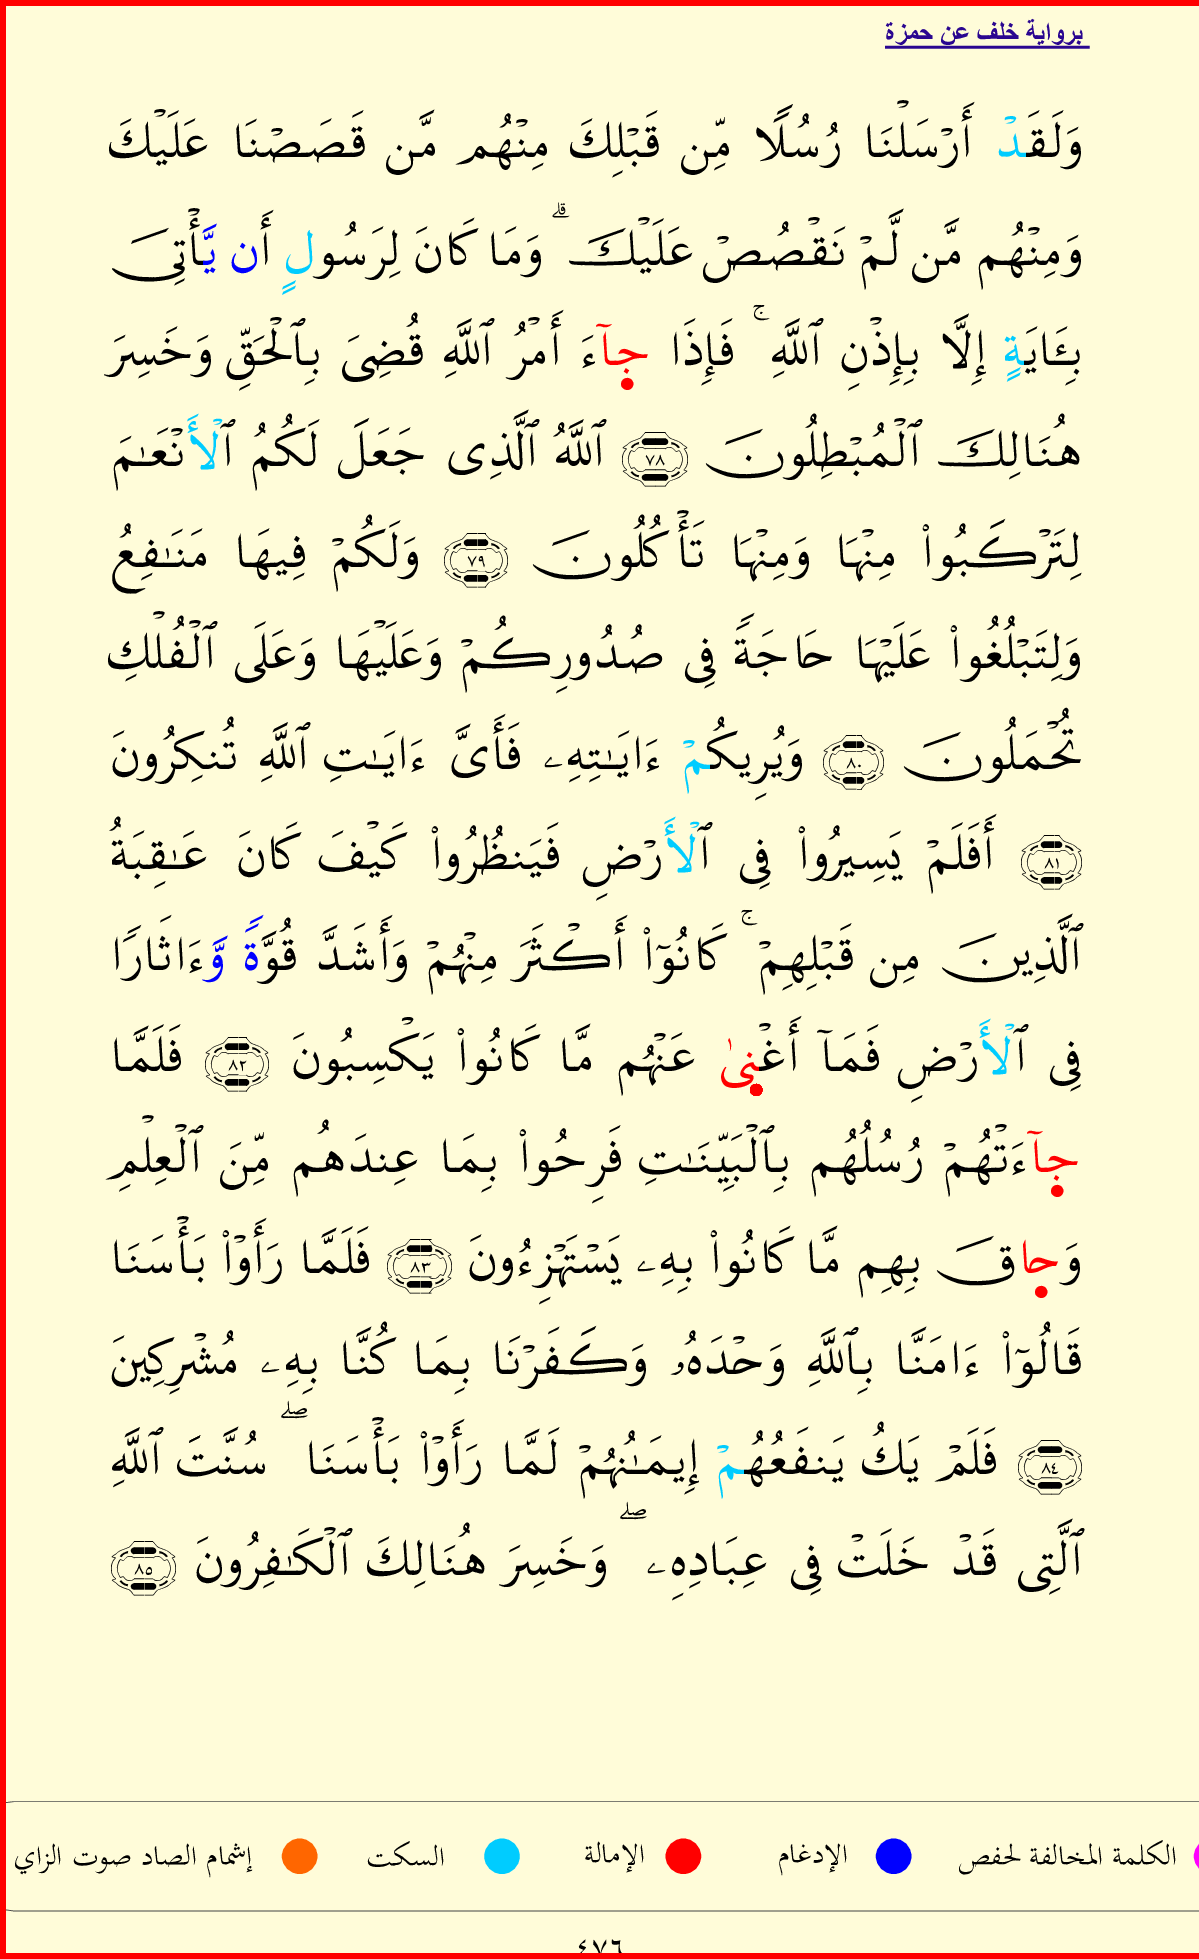 برواية خلف عن حمزة
وَلَقَدۡ أَرۡسَلۡنَا رُسُلٗا مِّن قَبۡلِكَ مِنۡهُم مَّن قَصَصۡنَا عَلَيۡكَ
وَمِنۡهُم مَّن لَّمۡ نَقۡصُصۡ عَلَيۡكَۗ وَمَا كَانَ لِرَسُولٍ أَن يَّأۡتِيَ
بِـَٔايَةٍ إِلَّا بِإِذۡنِ ٱللَّهِۚ فَإِذَا جَآءَ أَمۡرُ ٱللَّهِ قُضِيَ بِٱلۡحَقِّ وَخَسِرَ
هُنَالِكَ ٱلۡمُبۡطِلُونَ ٧٨ ٱللَّهُ ٱلَّذِي جَعَلَ لَكُمُ ٱلۡأَنۡعَٰمَ
لِتَرۡكَبُواْ مِنۡهَا وَمِنۡهَا تَأۡكُلُونَ ٧٩ وَلَكُمۡ فِيهَا مَنَٰفِعُ
وَلِتَبۡلُغُواْ عَلَيۡهَا حَاجَةٗ فِي صُدُورِكُمۡ وَعَلَيۡهَا وَعَلَى ٱلۡفُلۡكِ
تُحۡمَلُونَ ٨٠ وَيُرِيكُمۡ ءَايَٰتِهِۦ فَأَيَّ ءَايَٰتِ ٱللَّهِ تُنكِرُونَ
٨١ أَفَلَمۡ يَسِيرُواْ فِي ٱلۡأَرۡضِ فَيَنظُرُواْ كَيۡفَ كَانَ عَٰقِبَةُ
ٱلَّذِينَ مِن قَبۡلِهِمۡۚ كَانُوٓاْ أَكۡثَرَ مِنۡهُمۡ وَأَشَدَّ قُوَّةٗ وَّءَاثَارٗا
فِي ٱلۡأَرۡضِ فَمَآ أَغۡنِىٰ عَنۡهُم مَّا كَانُواْ يَكۡسِبُونَ ٨٢ فَلَمَّا
جَآءَتۡهُمۡ رُسُلُهُم بِٱلۡبَيِّنَٰتِ فَرِحُواْ بِمَا عِندَهُم مِّنَ ٱلۡعِلۡمِ
وَحَاقَ بِهِم مَّا كَانُواْ بِهِۦ يَسۡتَهۡزِءُونَ ٨٣ فَلَمَّا رَأَوۡاْ بَأۡسَنَا
قَالُوٓاْ ءَامَنَّا بِٱللَّهِ وَحۡدَهُۥ وَكَفَرۡنَا بِمَا كُنَّا بِهِۦ مُشۡرِكِينَ
٨٤ فَلَمۡ يَكُ يَنفَعُهُمۡ إِيمَٰنُهُمۡ لَمَّا رَأَوۡاْ بَأۡسَنَاۖ سُنَّتَ ٱللَّهِ
ٱلَّتِي قَدۡ خَلَتۡ فِي عِبَادِهِۦۖ وَخَسِرَ هُنَالِكَ ٱلۡكَٰفِرُونَ ٨٥
الكلمة المخالفة لحفص الإدغام الإمالة السكت إشمام الصاد صوت الزاي
٤٧٦